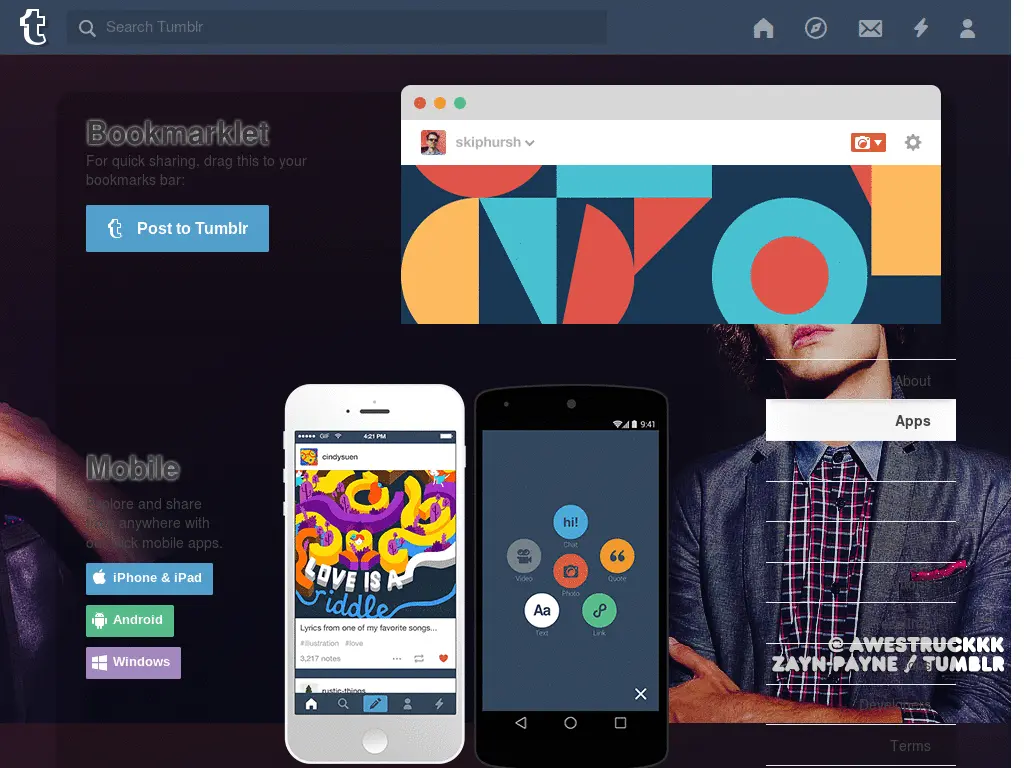 t
Search Tumblr
Bookmarklet
For quick sharing, drag this to your
bookmarks bar:
Post to Tumblr
skiphursh
About
Apps
Mobile
Explore and share
anywhere with
our slick mobile apps.
iPhone & iPad
Android
Windows
GIF
4:21 PM
cindysuen
LOVE IS A
riddle
Lyrics from one of my favorite songs...
#illustration #love
3,217 notes
rustic-things
9:41
hi!
Chat
Video
Quote
Photo
Aa
Text
Link
@ AWESTRUCKKK
ZAYN-PAYNE / TUMBLR
Developers
Terms